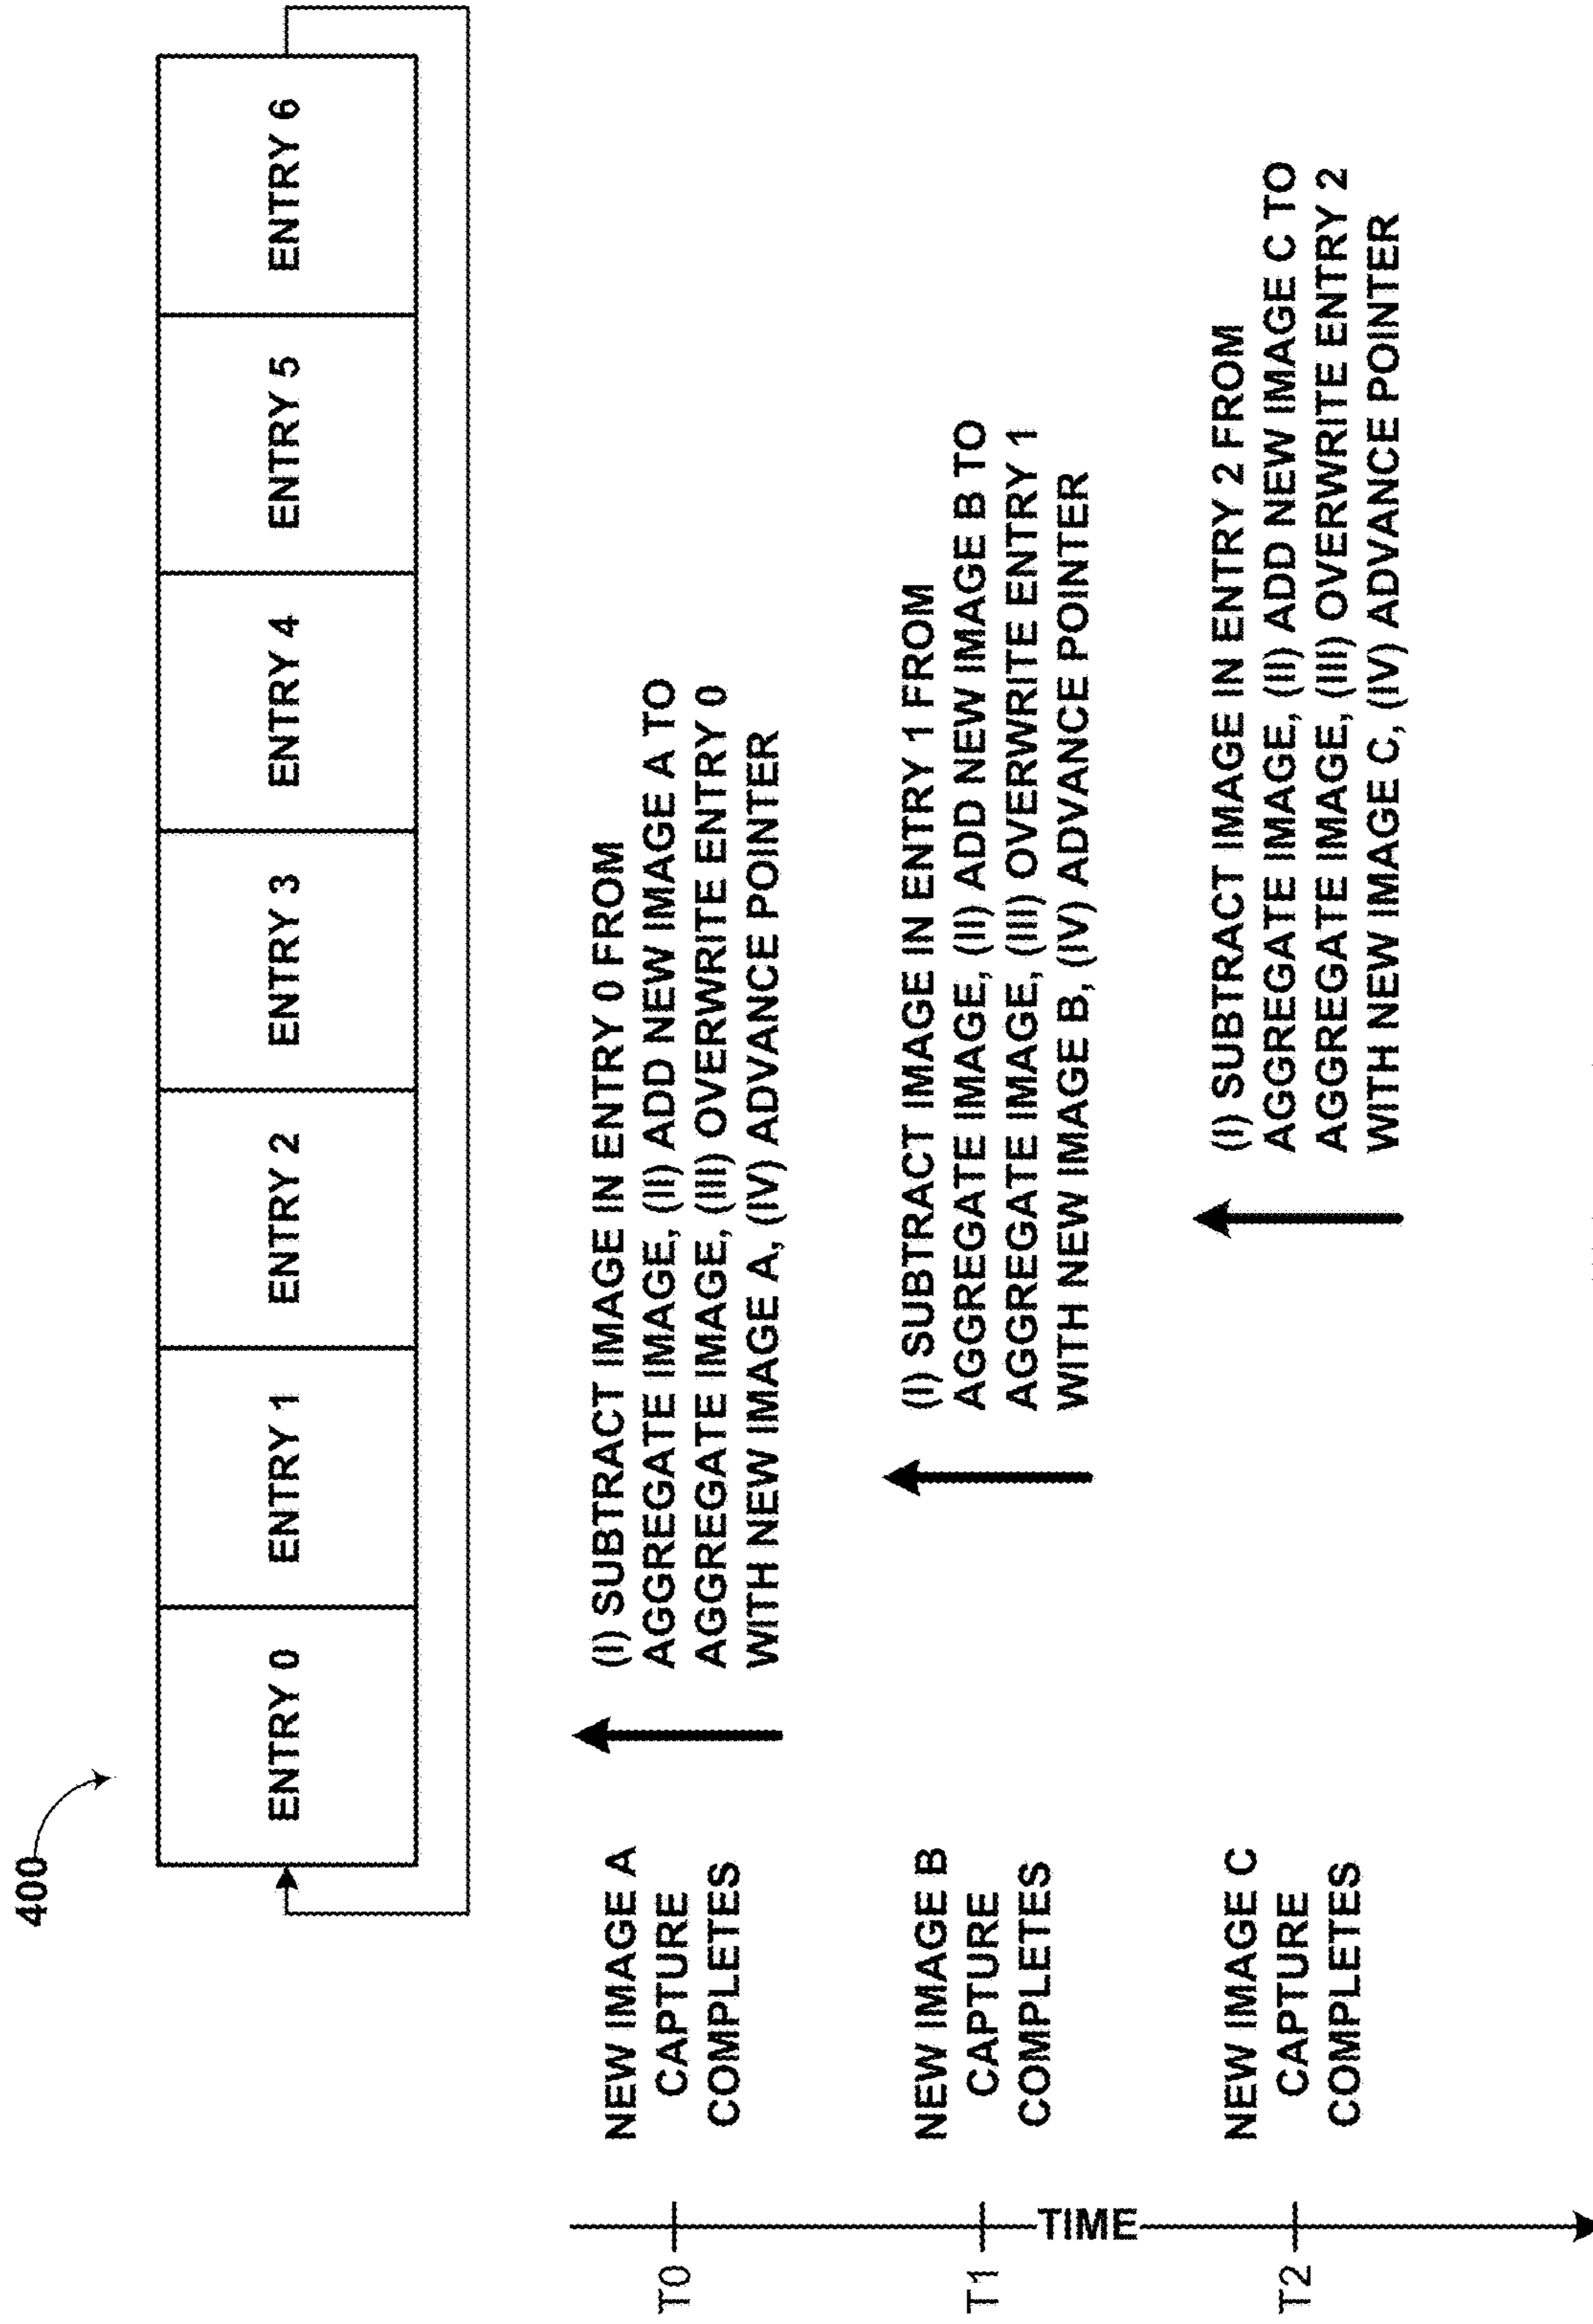 400
ENTRY 0
ENTRY 1
ENTRY 2
ENTRY 3
ENTRY 4
ENTRY 5
ENTRY 6
T0
NEW IMAGE A
CAPTURE
COMPLETES
(I) SUBTRACT IMAGE IN ENTRY 0 FROM
AGGREGATE IMAGE, (II) ADD NEW IMAGE A TO
AGGREGATE IMAGE, (III) OVERWRITE ENTRY 0
WITH NEW IMAGE A, (IV) ADVANCE POINTER
T1
NEW IMAGE B
CAPTURE
COMPLETES
(I) SUBTRACT IMAGE IN ENTRY 1 FROM
AGGREGATE IMAGE, (II) ADD NEW IMAGE B TO
AGGREGATE IMAGE, (III) OVERWRITE ENTRY 1
WITH NEW IMAGE B, (IV) ADVANCE POINTER
TIME
T2
NEW IMAGE C
CAPTURE
COMPLETES
(I) SUBTRACT IMAGE IN ENTRY 2 FROM
AGGREGATE IMAGE, (II) ADD NEW IMAGE C TO
AGGREGATE IMAGE, (III) OVERWRITE ENTRY 2
WITH NEW IMAGE C, (IV) ADVANCE POINTER